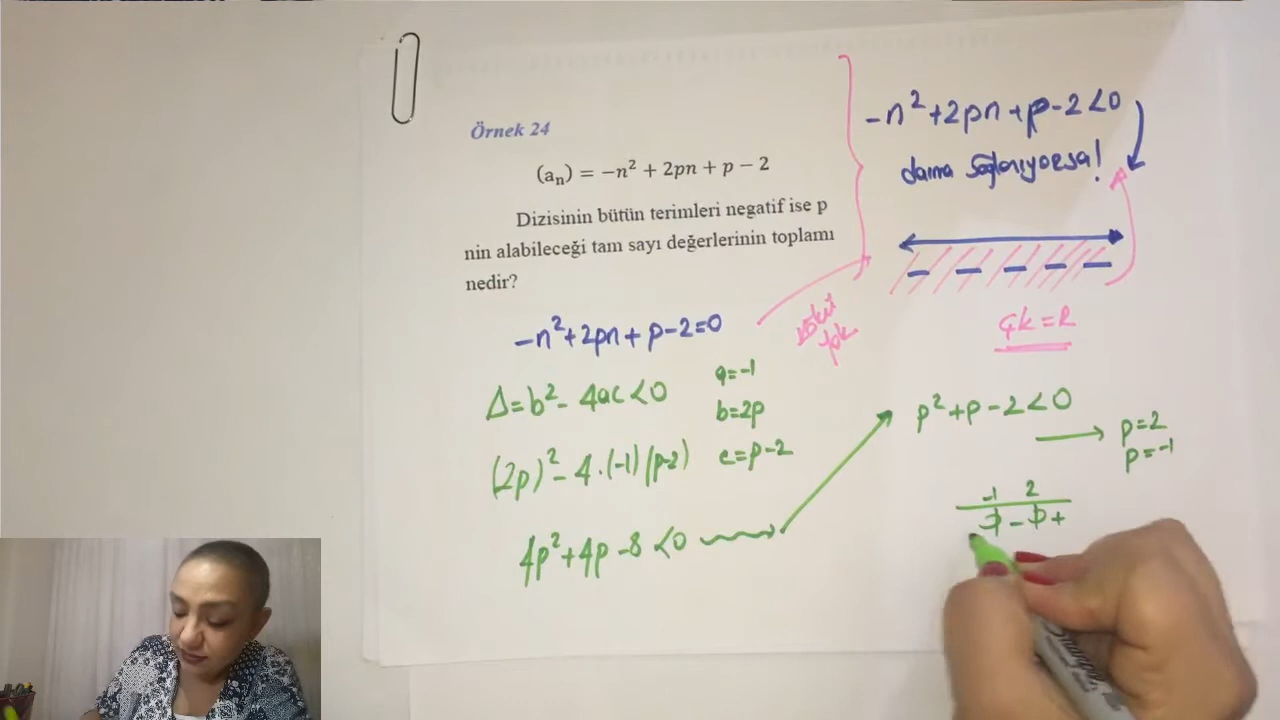 Örnek 24
(aₙ) = −n² + 2pn + p − 2
Dizisinin bütün terimleri negatif ise p
nin alabileceği tam sayı değerlerinin toplamı
nedir?
-n²+2pn+p-2=0
Δ=b²-4ac<0
a=-1
b=2p
c=p-2
(2p)²-4.(-1)(p-2)
4p²+4p-8<0
kökü
yok
-n²+2pn+p-2<0
daima sağlanıyorsa!
- - - - -
Çk=R
p²+p-2<0
p=2
p=-1
-1 2
- +